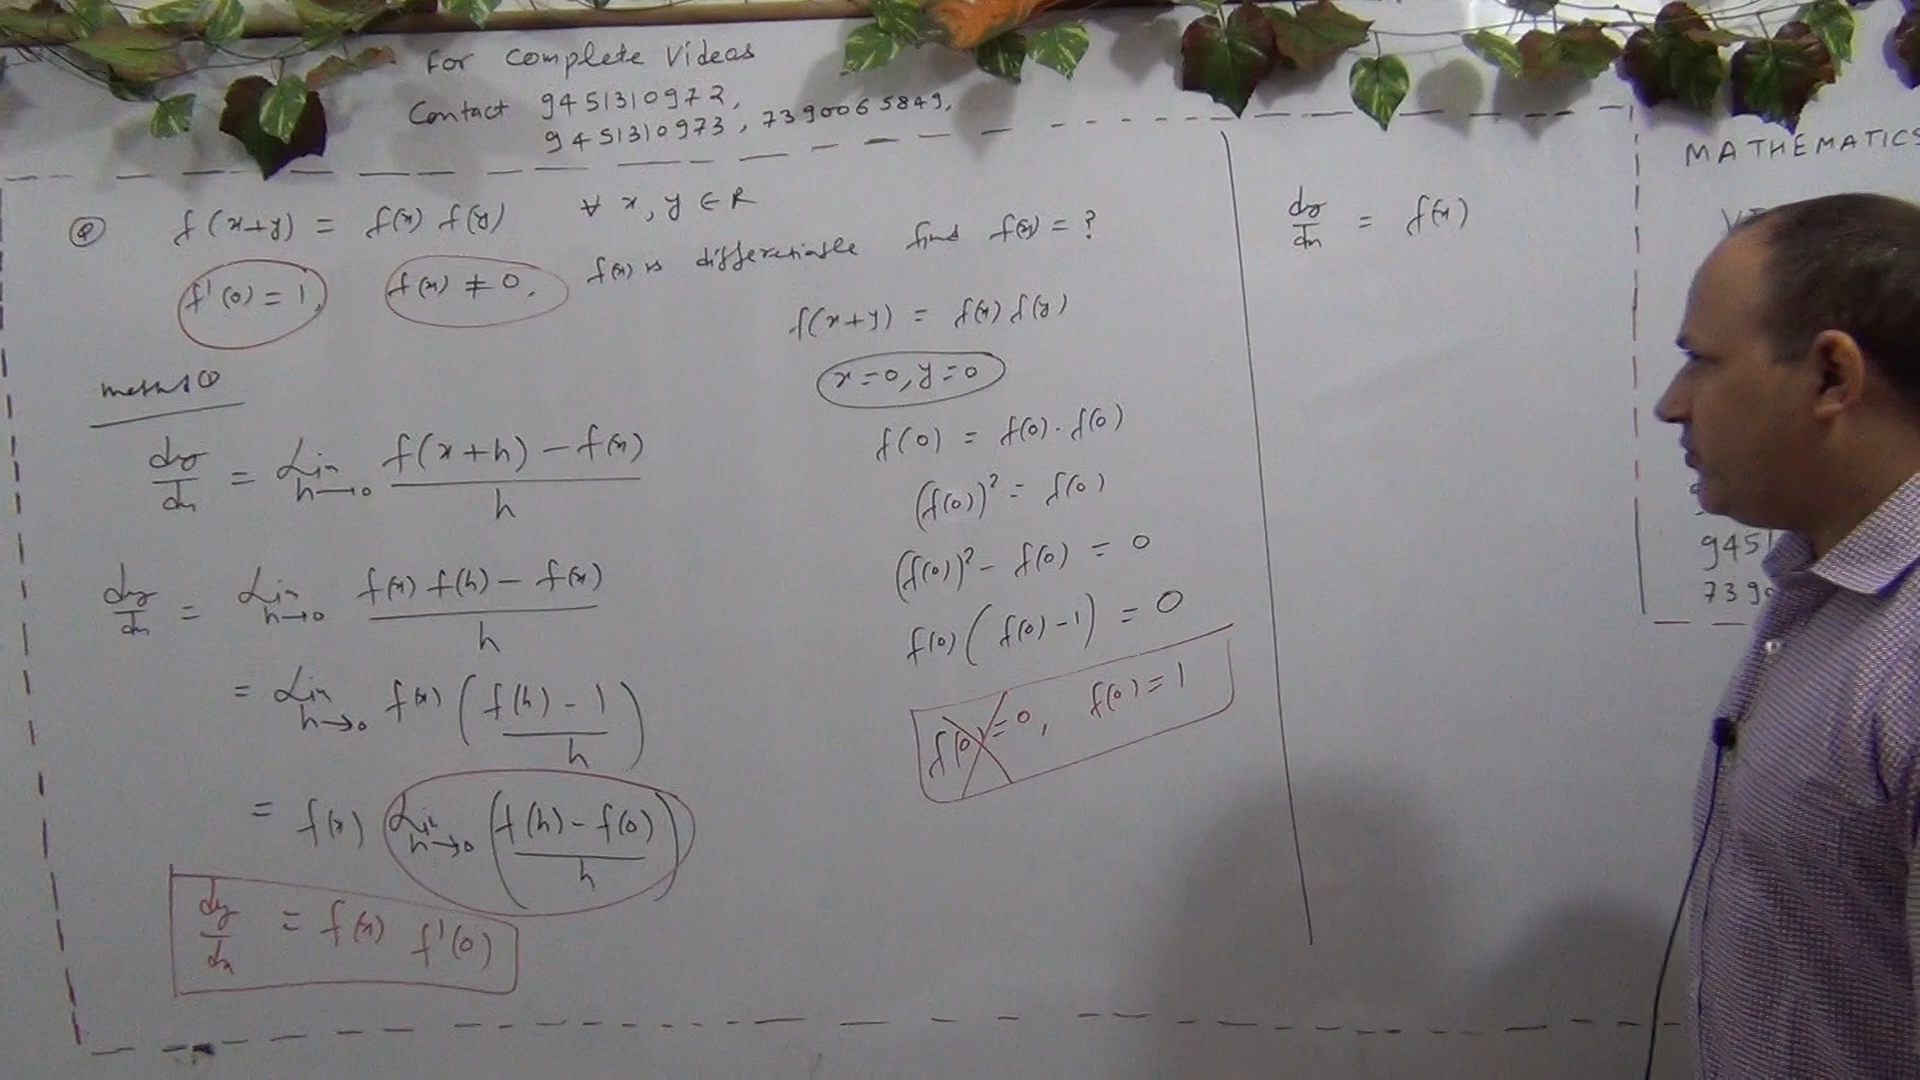 For Complete Videos
Contact 9451310972,
9451310973, 7390065849,
Q f(x+y) = f(x) f(y) ∀ x, y ∈ R
f'(0) = 1, f(x) ≠ 0, f(x) is differentiable find f(x) = ?
method ①
dy/dx = Lim h→0 (f(x+h) − f(x))/h
dy/dx = Lim h→0 (f(x) f(h) − f(x))/h
= Lim h→0 f(x) ((f(h) − 1)/h)
= f(x) Lim h→0 ((f(h) − f(0))/h)
dy/dx = f(x) f'(0)
f(x+y) = f(x) f(y)
x=0, y=0
f(0) = f(0) · f(0)
(f(0))² = f(0)
(f(0))² − f(0) = 0
f(0) (f(0) − 1) = 0
f(0) = 0, f(0) = 1
dy/dx = f(x)
MATHEMATICS
945
739